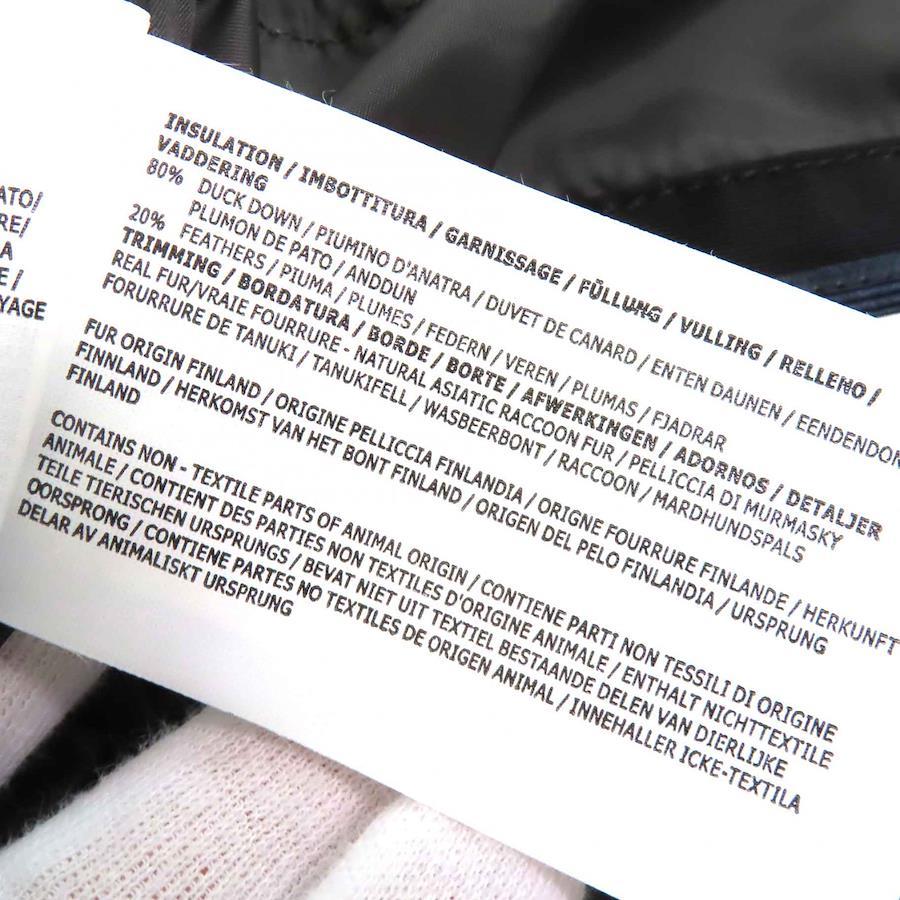 INSULATION / IMBOTTITURA / GARNISSAGE / FÜLLUNG / VULLING / RELLENO /
VADDERING
80% DUCK DOWN / PIUMINO D'ANATRA / DUVET DE CANARD / ENTEN DAUNEN / EENDENDON
PLUMON DE PATO / ANDDUN
20% FEATHERS / PIUMA / PLUMES / FEDERN / VEREN / PLUMAS / FJADRAR
TRIMMING / BORDATURA / BORDE / BORTE / AFWERKINGEN / ADORNOS / DETALJER
REAL FUR/VRAIE FOURRURE - NATURAL ASIATIC RACCOON FUR / PELLICCIA DI MURMASKY
FORURRURE DE TANUKI / TANUKIFELL / WASBEERBONT / RACCOON / MARDHUNDSPALS
FUR ORIGIN FINLAND / ORIGINE PELLICCIA FINLANDIA / ORIGNE FOURRURE FINLANDE / HERKUNFT
FINNLAND / HERKOMST VAN HET BONT FINLAND / ORIGEN DEL PELO FINLANDIA / URSPRUNG
FINLAND
CONTAINS NON - TEXTILE PARTS OF ANIMAL ORIGIN / CONTIENE PARTI NON TESSILI DI ORIGINE
ANIMALE / CONTIENT DES PARTIES NON TEXTILES D'ORIGINE ANIMALE / ENTHALT NICHTTEXTILE
TEILE TIERISCHEN URSPRUNGS / BEVAT NIET UIT TEXTIEL BESTAANDE DELEN VAN DIERLIJKE
OORSPRONG / CONTIENE PARTES NO TEXTILES DE ORIGEN ANIMAL / INNEHALLER ICKE-TEXTILA
DELAR AV ANIMALISKT URSPRUNG
ATO/
RE/
A
E /
YAGE